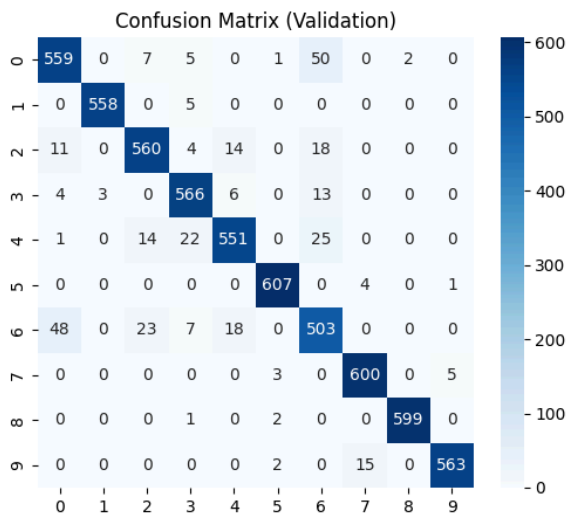 Confusion Matrix (Validation)
0 559 0 7 5 0 1 50 0 2 0
1 0 558 0 5 0 0 0 0 0 0
2 11 0 560 4 14 0 18 0 0 0
3 4 3 0 566 6 0 13 0 0 0
4 1 0 14 22 551 0 25 0 0 0
5 0 0 0 0 0 607 0 4 0 1
6 48 0 23 7 18 0 503 0 0 0
7 0 0 0 0 0 3 0 600 0 5
8 0 0 0 1 0 2 0 0 599 0
9 0 0 0 0 0 2 0 15 0 563
0 1 2 3 4 5 6 7 8 9
600
500
400
300
200
100
0